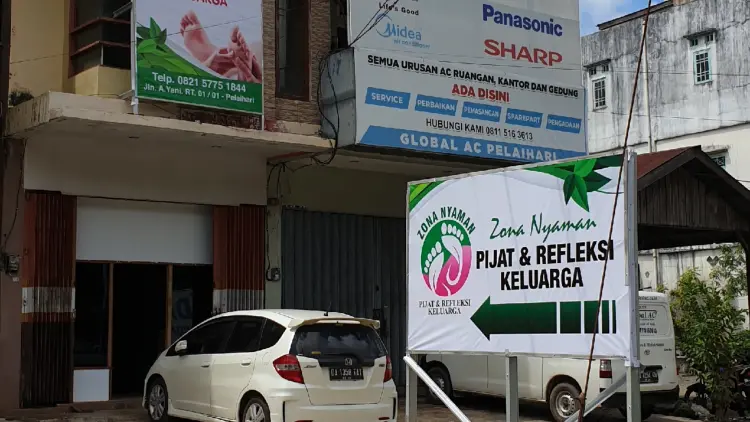 KELUARGA
Telp. 0821 5775 1844
Jln. A.Yani, RT. 01 / 01 - Pelaihari
Life's Good
Midea
Panasonic
SHARP
SEMUA URUSAN AC RUANGAN, KANTOR DAN GEDUNG
ADA DISINI
SERVICE PERBAIKAN PEMASANGAN SPAREPART PENGADAAN
HUBUNGI KAMI 0811 516 3613
GLOBAL AC PELAIHARI
ZONA NYAMAN
PIJAT & REFLEKSI
KELUARGA
Zona Nyaman
PIJAT & REFLEKSI
KELUARGA